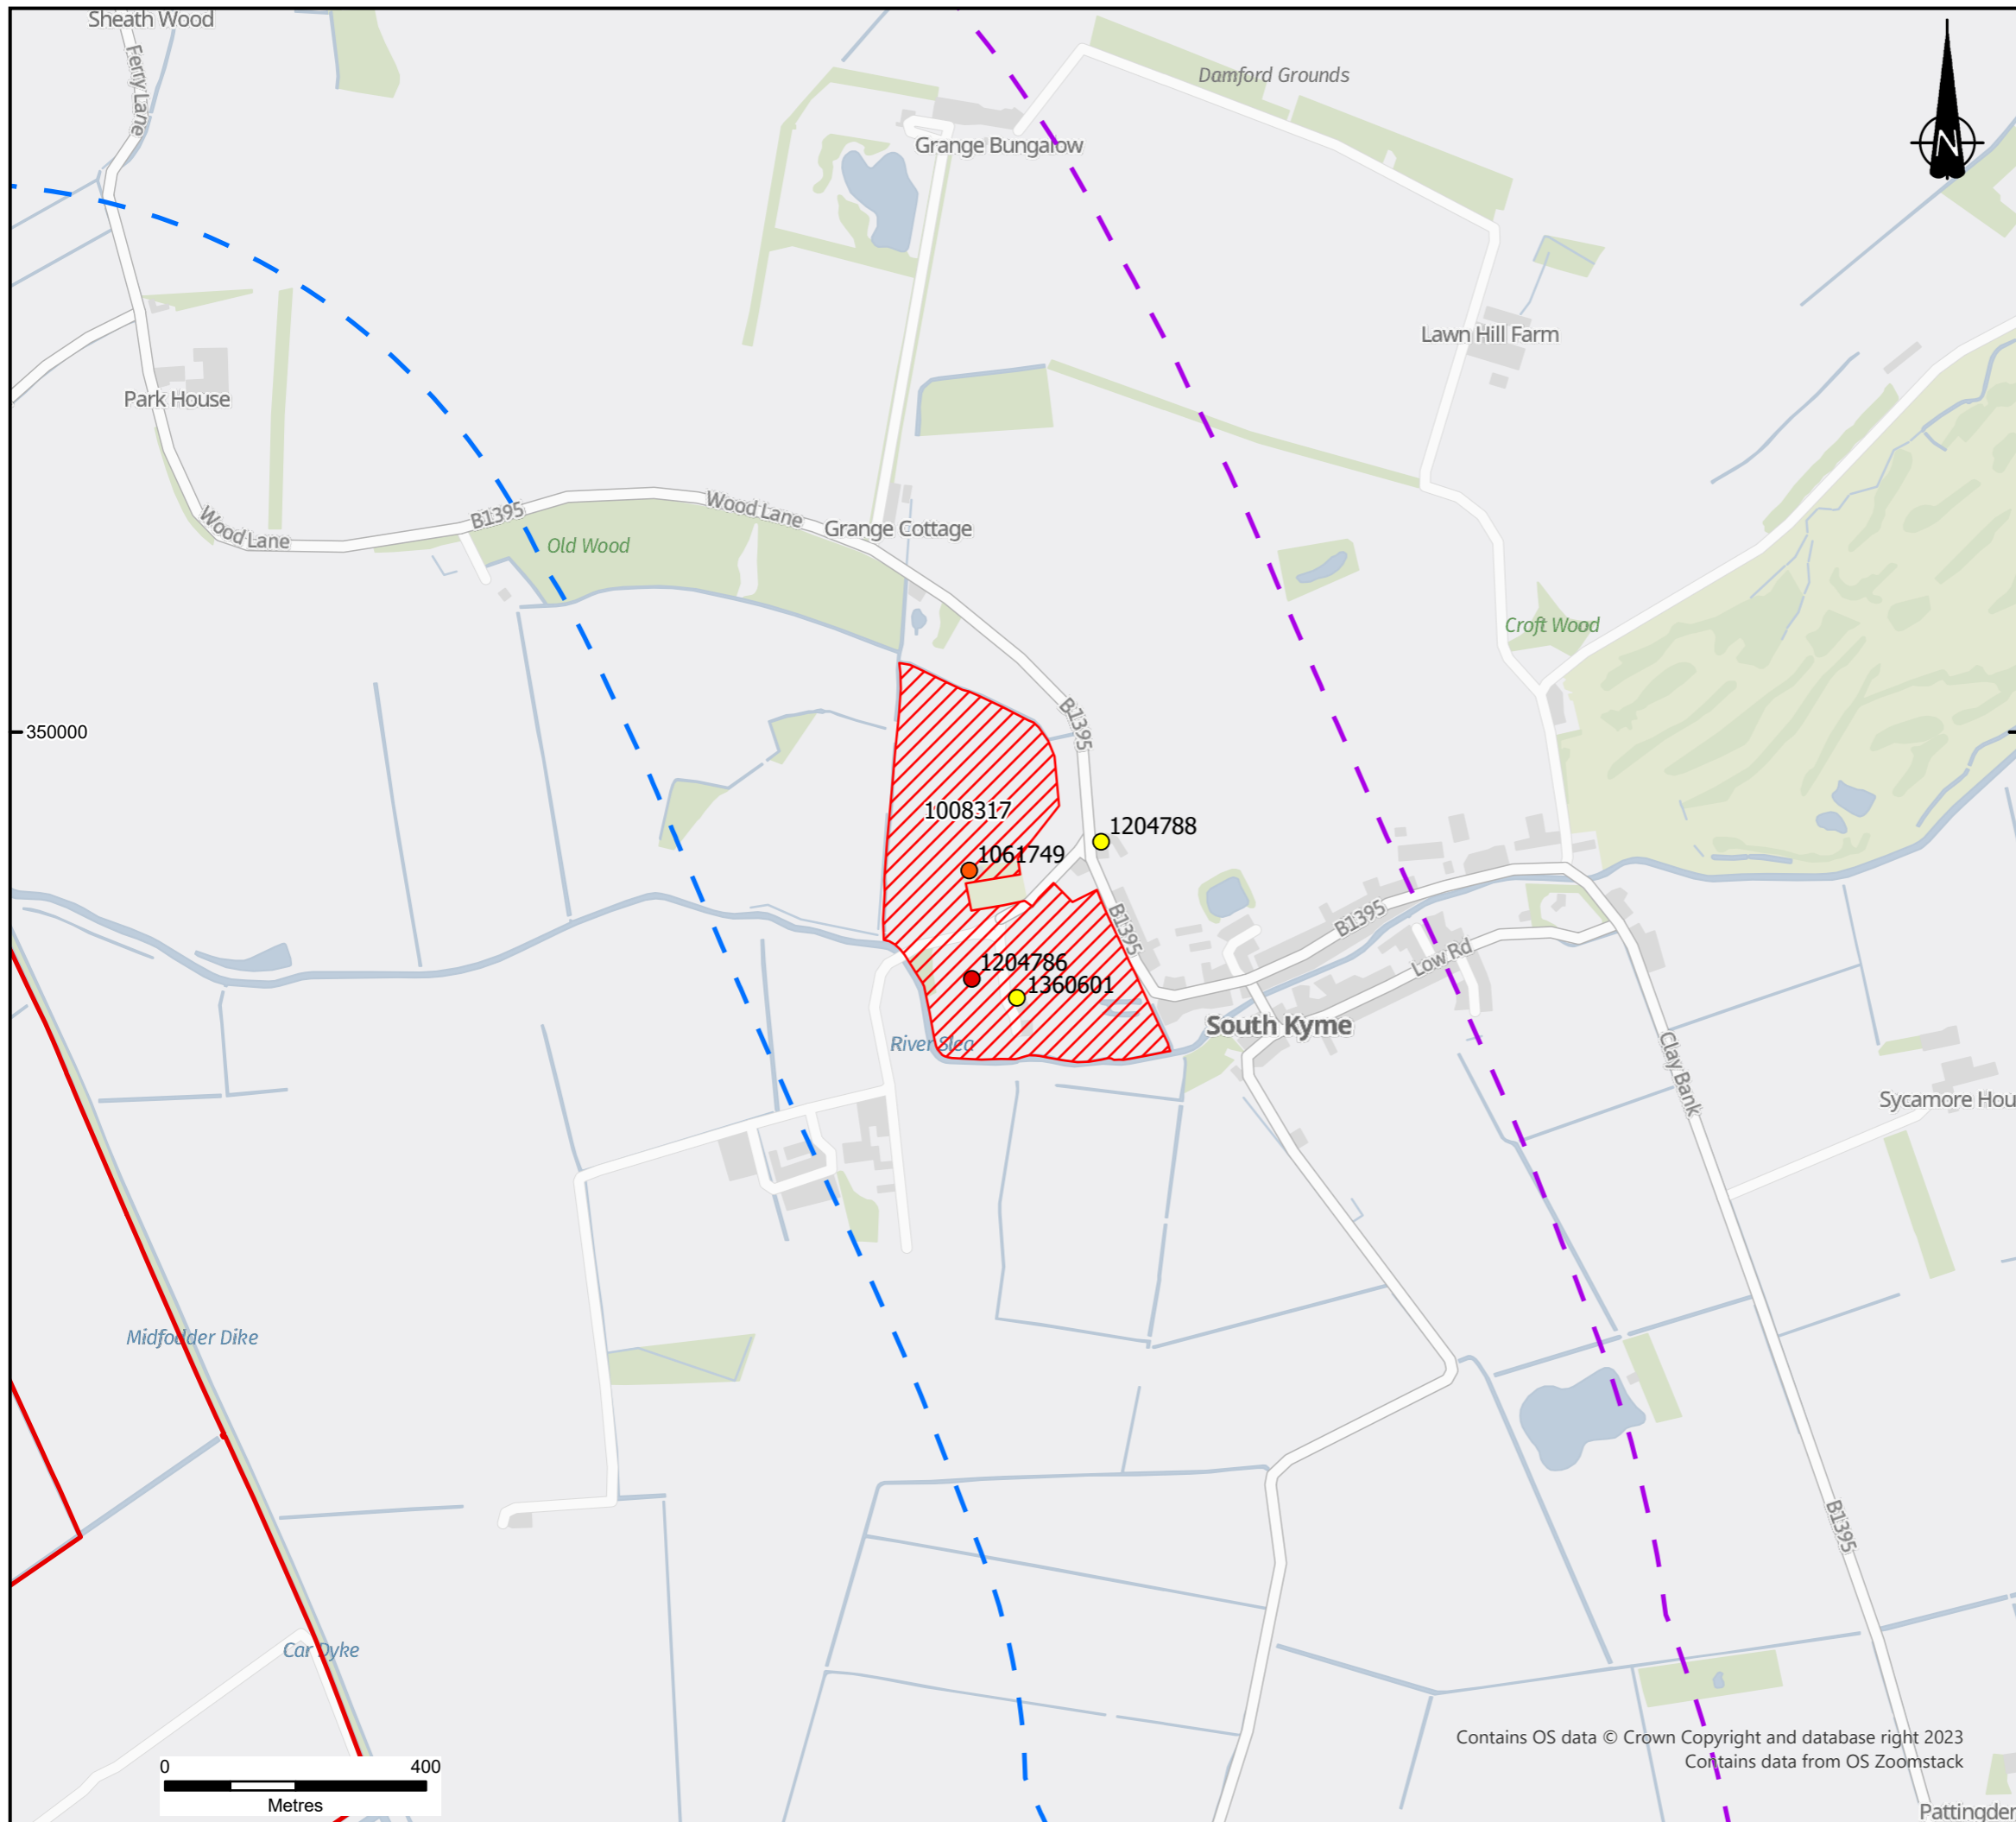 Sheath Wood
Ferry Lane
Damford Grounds
N
Grange Bungalow
Lawn Hill Farm
Park House
Wood Lane
B1395
Wood Lane
Grange Cottage
Old Wood
Croft Wood
B1395
350000
1008317
1204788
1061749
B1395
B1395
Low Rd
1204786
1360601
South Kyme
River Slea
Clay Bank
Sycamore Hou
Midfodder Dike
B1395
Car Dyke
Contains OS data © Crown Copyright and database right 2023
Contains data from OS Zoomstack
0 400
Metres
Pattingden